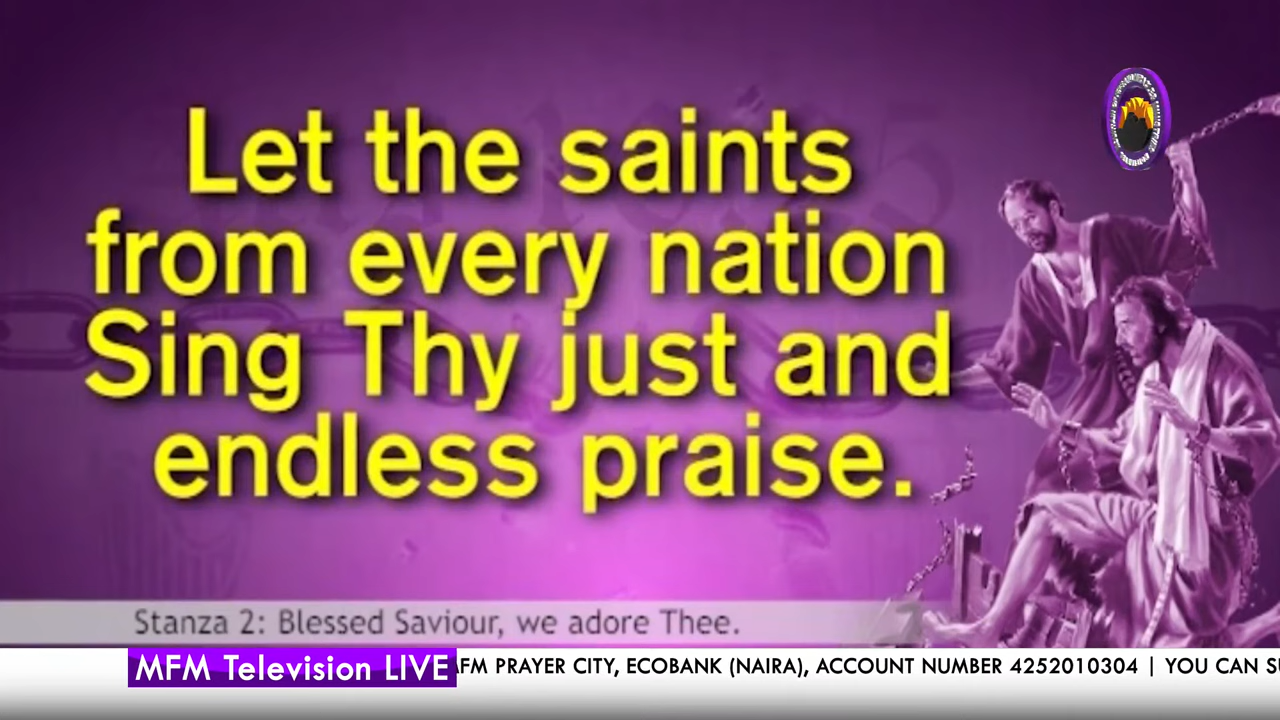 Let the saints
from every nation
Sing Thy just and
endless praise.
Stanza 2: Blessed Saviour, we adore Thee.
MFM Television LIVE
PRAYER CITY, ECOBANK (NAIRA), ACCOUNT NUMBER 4252010304 | YOU CAN